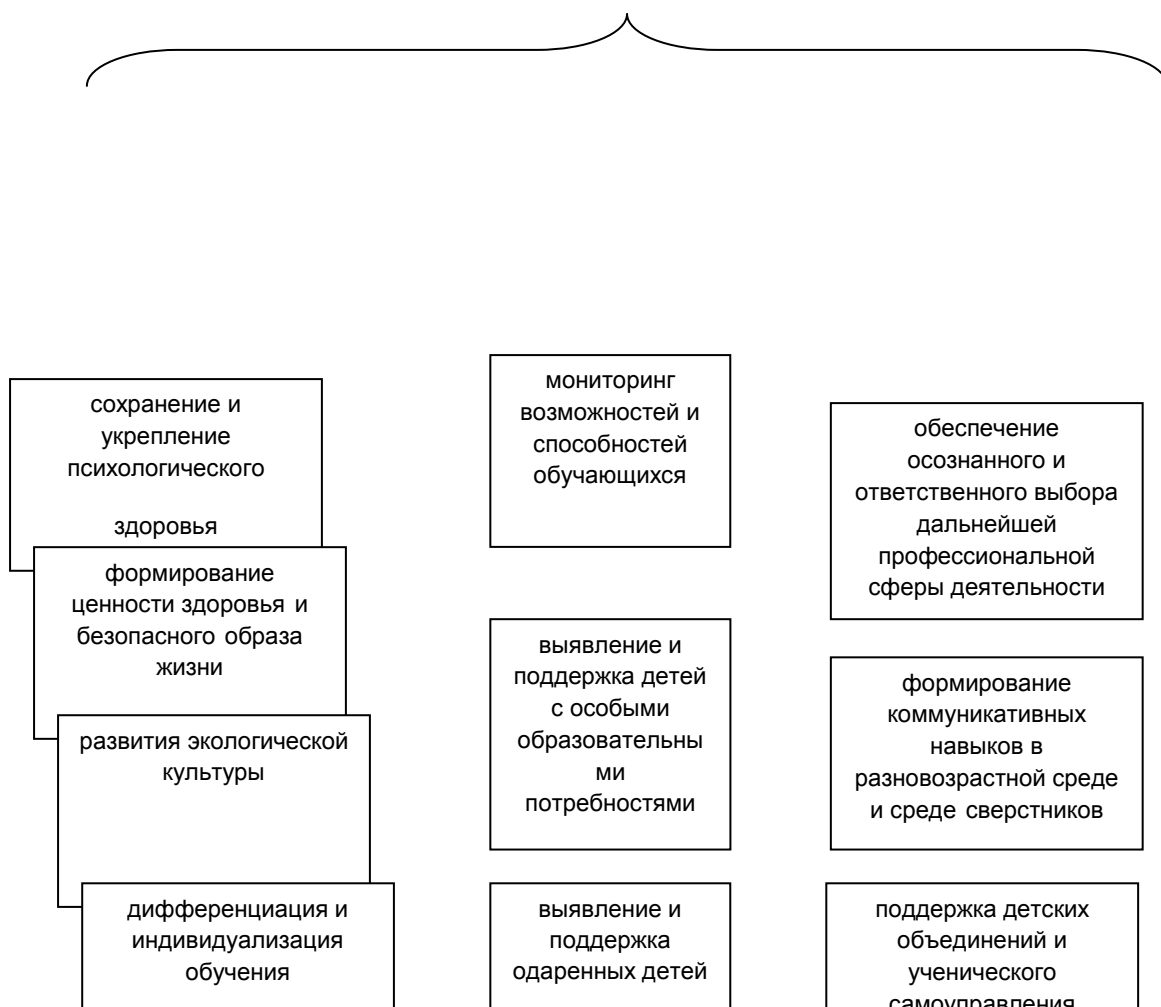 сохранение и
укрепление
психологического
здоровья
формирование
ценности здоровья и
безопасного образа
жизни
развития экологической
культуры
дифференциация и
индивидуализация
обучения
мониторинг
возможностей и
способностей
обучающихся
выявление и
поддержка детей
с особыми
образовательны
ми
потребностями
выявление и
поддержка
одаренных детей
обеспечение
осознанного и
ответственного выбора
дальнейшей
профессиональной
сферы деятельности
формирование
коммуникативных
навыков в
разновозрастной среде
и среде сверстников
поддержка детских
объединений и
ученического
самоуправления